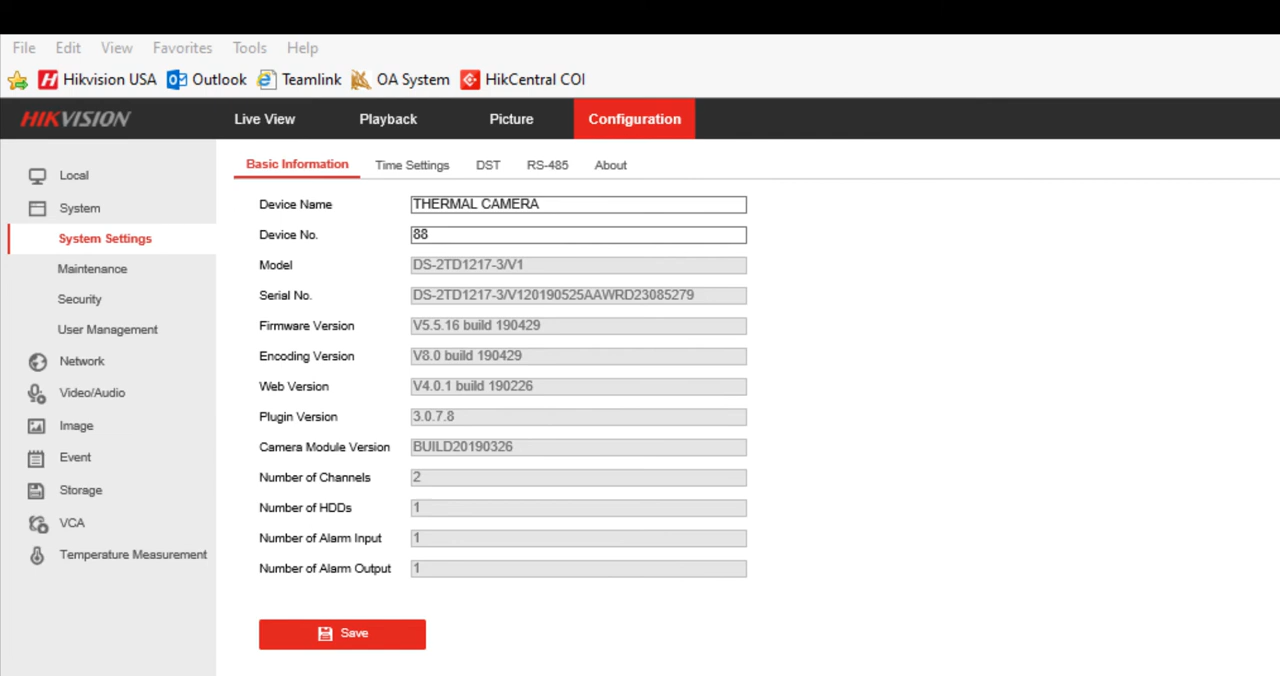 File Edit View Favorites Tools Help
Hikvision USA Outlook Teamlink OA System HikCentral COI
HIKVISION Live View Playback Picture Configuration
Basic Information Time Settings DST RS-485 About
Local
System
System Settings
Maintenance
Security
User Management
Network
Video/Audio
Image
Event
Storage
VCA
Temperature Measurement
Device Name THERMAL CAMERA
Device No. 88
Model DS-2TD1217-3/V1
Serial No. DS-2TD1217-3/V120190525AAWRD23085279
Firmware Version V5.5.16 build 190429
Encoding Version V8.0 build 190429
Web Version V4.0.1 build 190226
Plugin Version 3.0.7.8
Camera Module Version BUILD20190326
Number of Channels 2
Number of HDDs 1
Number of Alarm Input 1
Number of Alarm Output 1
Save